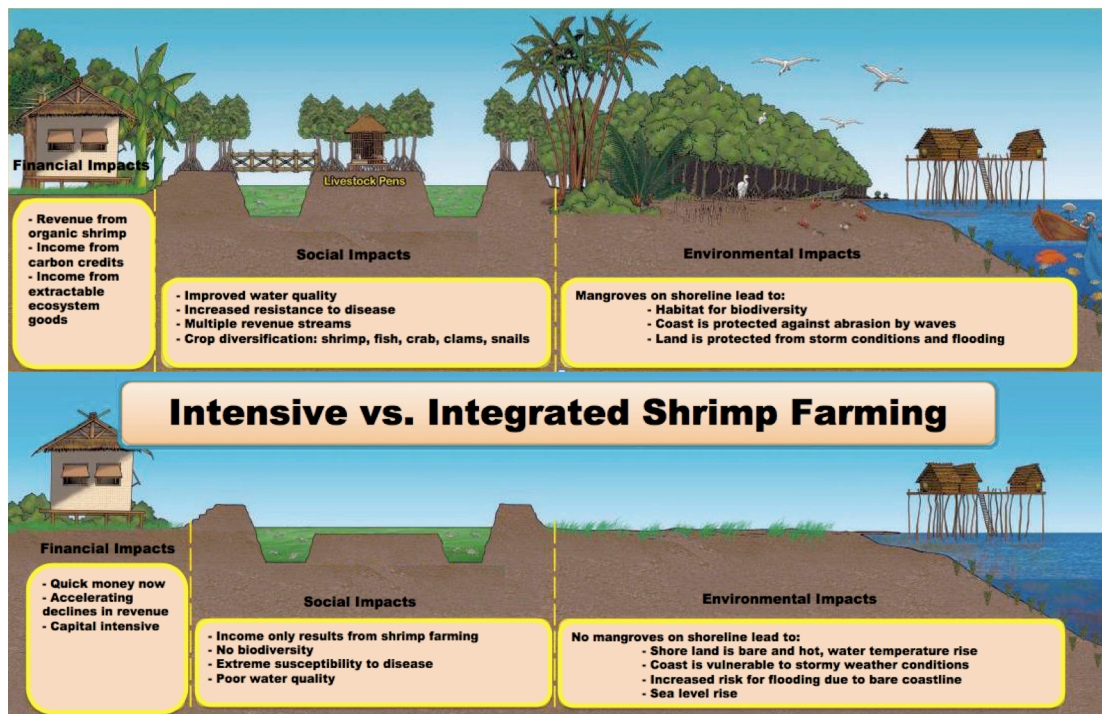 Financial Impacts
- Revenue from
organic shrimp
- Income from
carbon credits
- Income from
extractable
ecosystem
goods
Livestock Pens
Social Impacts
- Improved water quality
- Increased resistance to disease
- Multiple revenue streams
- Crop diversification: shrimp, fish, crab, clams, snails
Environmental Impacts
Mangroves on shoreline lead to:
- Habitat for biodiversity
- Coast is protected against abrasion by waves
- Land is protected from storm conditions and flooding
Intensive vs. Integrated Shrimp Farming
Financial Impacts
- Quick money now
- Accelerating
declines in revenue
- Capital intensive
Social Impacts
- Income only results from shrimp farming
- No biodiversity
- Extreme susceptibility to disease
- Poor water quality
Environmental Impacts
No mangroves on shoreline lead to:
- Shore land is bare and hot, water temperature rise
- Coast is vulnerable to stormy weather conditions
- Increased risk for flooding due to bare coastline
- Sea level rise